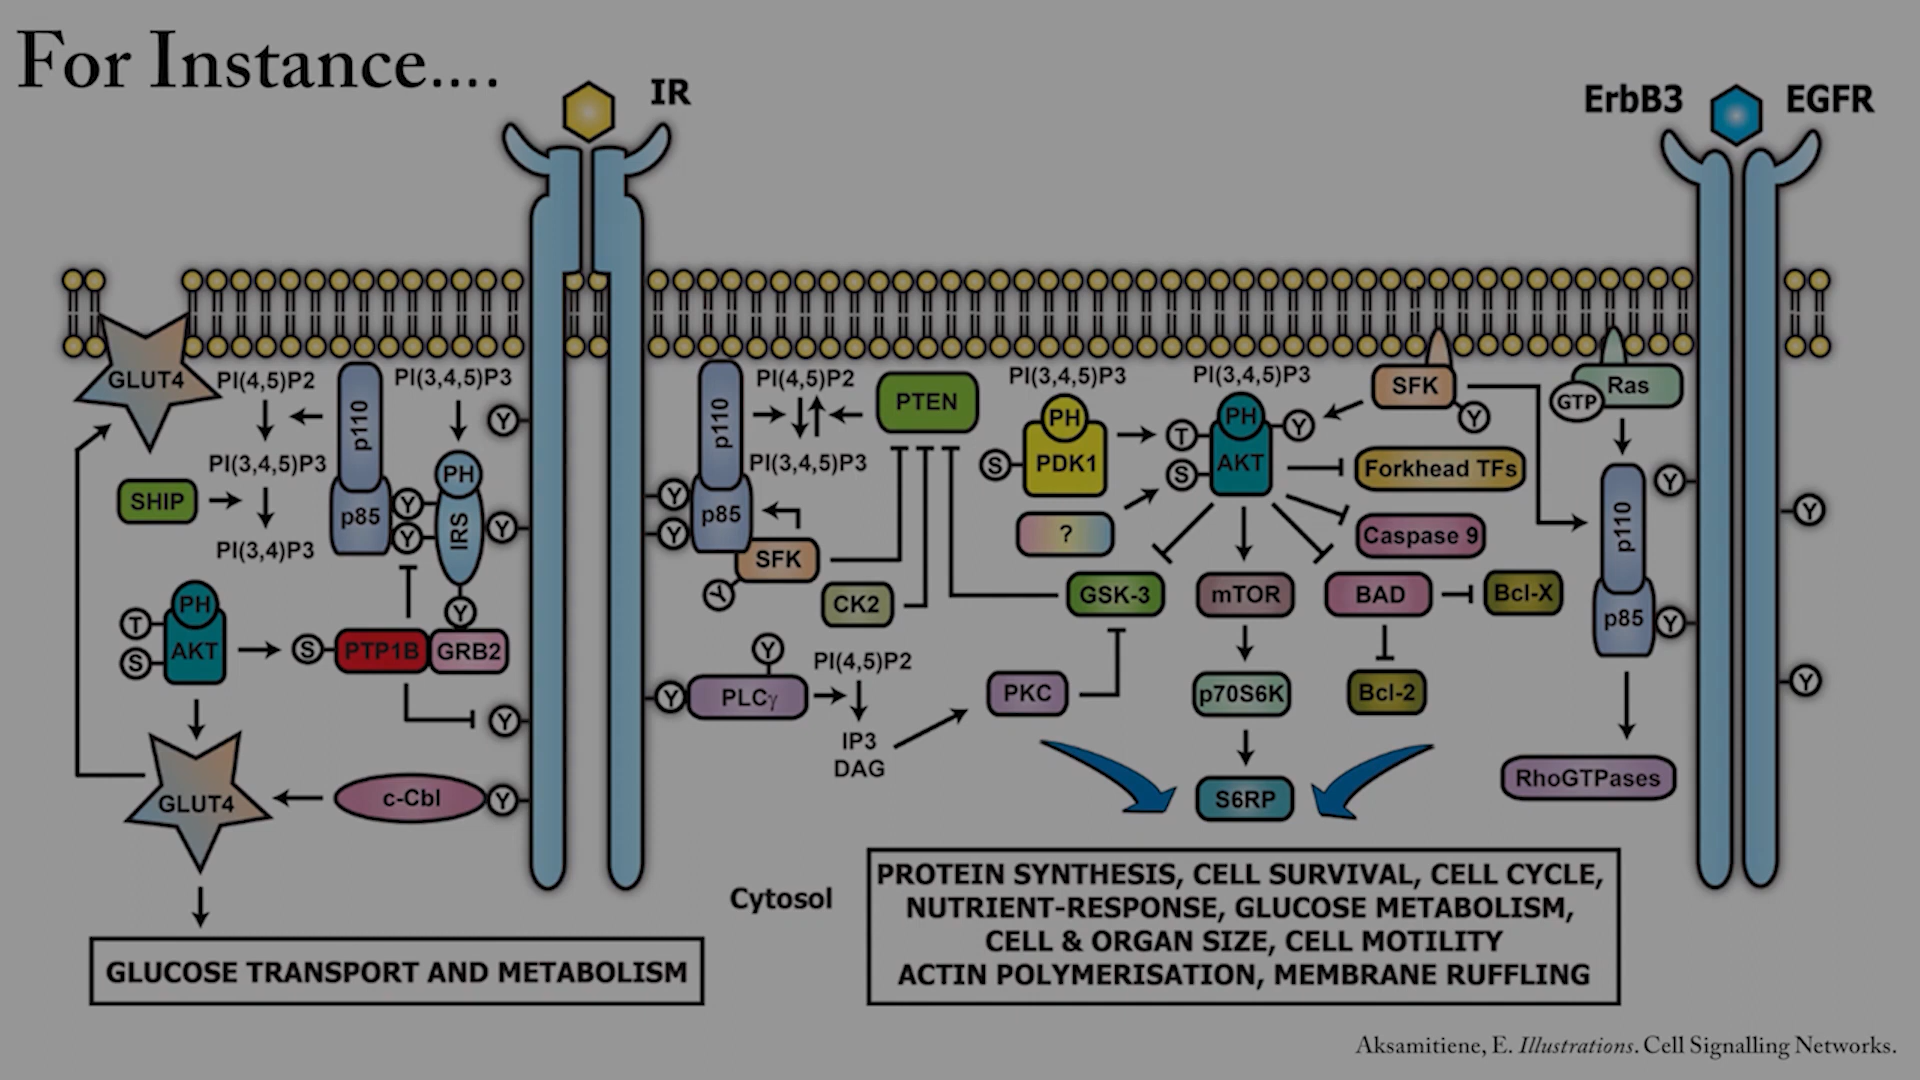 For Instance....
IR
ErbB3
EGFR
GLUT4
PI(4,5)P2
p110
PI(3,4,5)P3
Y
p110
PI(4,5)P2
PTEN
PI(3,4,5)P3
PI(3,4,5)P3
SFK
Y
GTP
Ras
PH
PDK1
S
T
S
PH
AKT
Y
Forkhead TFs
SHIP
PI(3,4,5)P3
PI(3,4)P3
p85
Y
Y
PH
IRS
Y
Y
Y
Y
p85
PI(3,4,5)P3
SFK
Y
?
Caspase 9
p110
p85
Y
Y
Y
Y
CK2
GSK-3
mTOR
BAD
Bcl-X
T
S
PH
AKT
S
PTP1B
GRB2
Y
Y
Y
PLCγ
PI(4,5)P2
IP3
DAG
PKC
p70S6K
Bcl-2
RhoGTPases
GLUT4
c-Cbl
Y
S6RP
Cytosol
PROTEIN SYNTHESIS, CELL SURVIVAL, CELL CYCLE,
NUTRIENT-RESPONSE, GLUCOSE METABOLISM,
CELL & ORGAN SIZE, CELL MOTILITY
ACTIN POLYMERISATION, MEMBRANE RUFFLING
GLUCOSE TRANSPORT AND METABOLISM
Aksamitiene, E. Illustrations. Cell Signalling Networks.